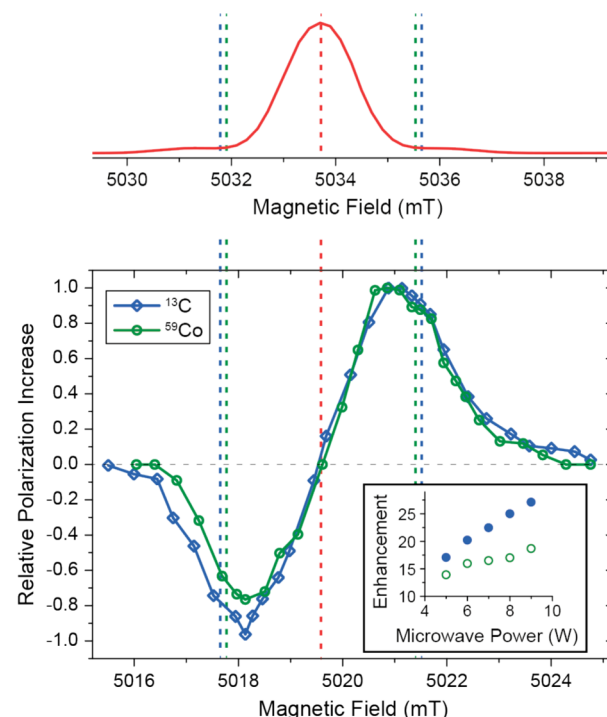 5030 5032 5034 5036 5038
Magnetic Field (mT)
1.0
0.8
0.6
0.4
0.2
0.0
-0.2
-0.4
-0.6
-0.8
-1.0
Relative Polarization Increase
¹³C
⁵⁹Co
25
20
15
10
Enhancement
4 6 8 10
Microwave Power (W)
5016 5018 5020 5022 5024
Magnetic Field (mT)